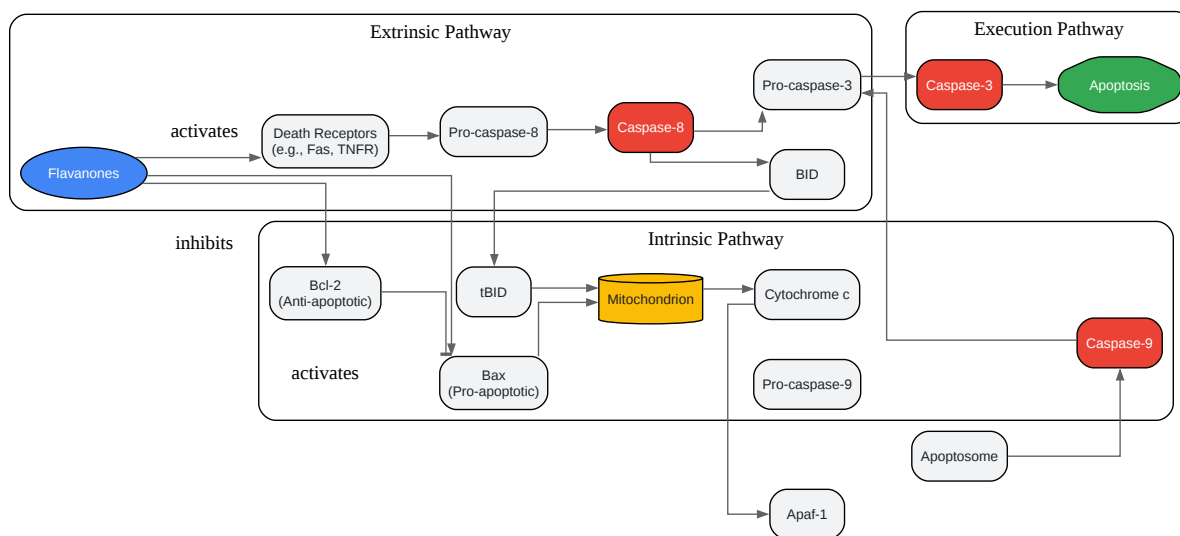 Extrinsic Pathway
Execution Pathway
Pro-caspase-3
Caspase-3
Apoptosis
activates
Death Receptors
(e.g., Fas, TNFR)
Pro-caspase-8
Caspase-8
Flavanones
BID
inhibits
Intrinsic Pathway
Bcl-2
(Anti-apoptotic)
tBID
Mitochondrion
Cytochrome c
Caspase-9
activates
Bax
(Pro-apoptotic)
Pro-caspase-9
Apoptosome
Apaf-1